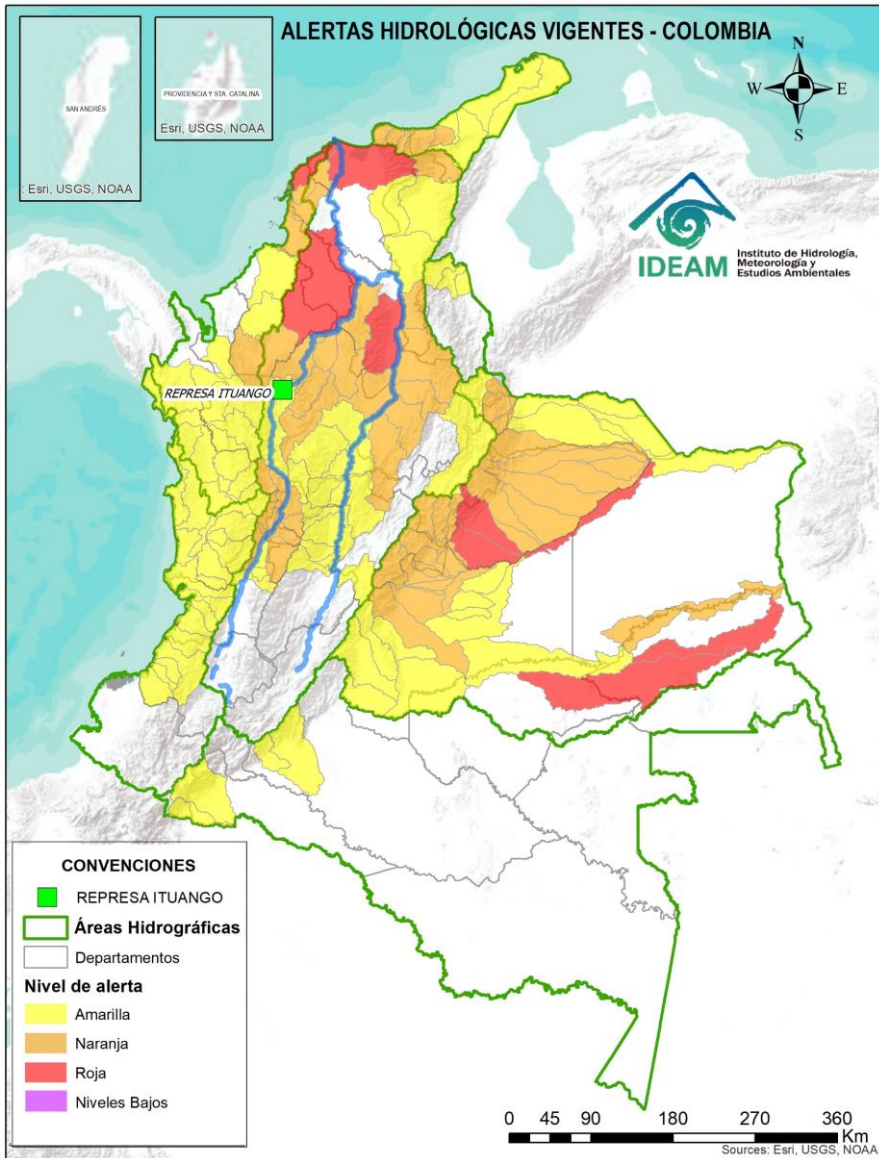 ALERTAS HIDROLÓGICAS VIGENTES - COLOMBIA
SAN ANDRÉS
: Esri, USGS, NOAA
PROVIDENCIA Y STA. CATALINA
Esri, USGS, NOAA
N
W
E
S
IDEAM
Instituto de Hidrología,
Meteorología y
Estudios Ambientales
REPRESA ITUANGO
CONVENCIONES
REPRESA ITUANGO
Áreas Hidrográficas
Departamentos
Nivel de alerta
Amarilla
Naranja
Roja
Niveles Bajos
0 45 90 180 270 360
Km
Sources: Esri, USGS, NOAA